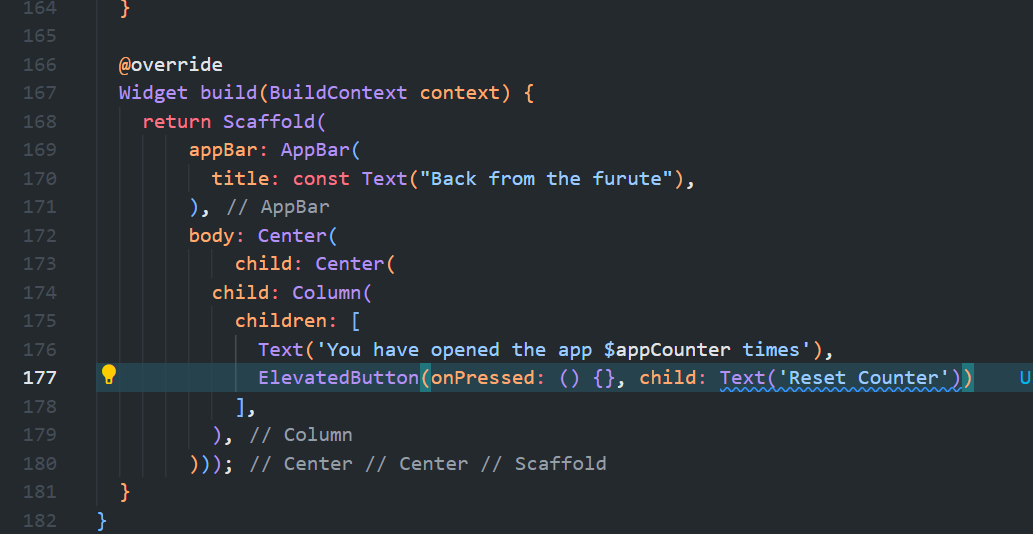 164 }
165
166 @override
167 Widget build(BuildContext context) {
168 return Scaffold(
169 appBar: AppBar(
170 title: const Text("Back from the furute"),
171 ), // AppBar
172 body: Center(
173 child: Center(
174 child: Column(
175 children: [
176 Text('You have opened the app $appCounter times'),
177 ElevatedButton(onPressed: () {}, child: Text('Reset Counter')) U
178 ],
179 ), // Column
180 ))); // Center // Center // Scaffold
181 }
182 }